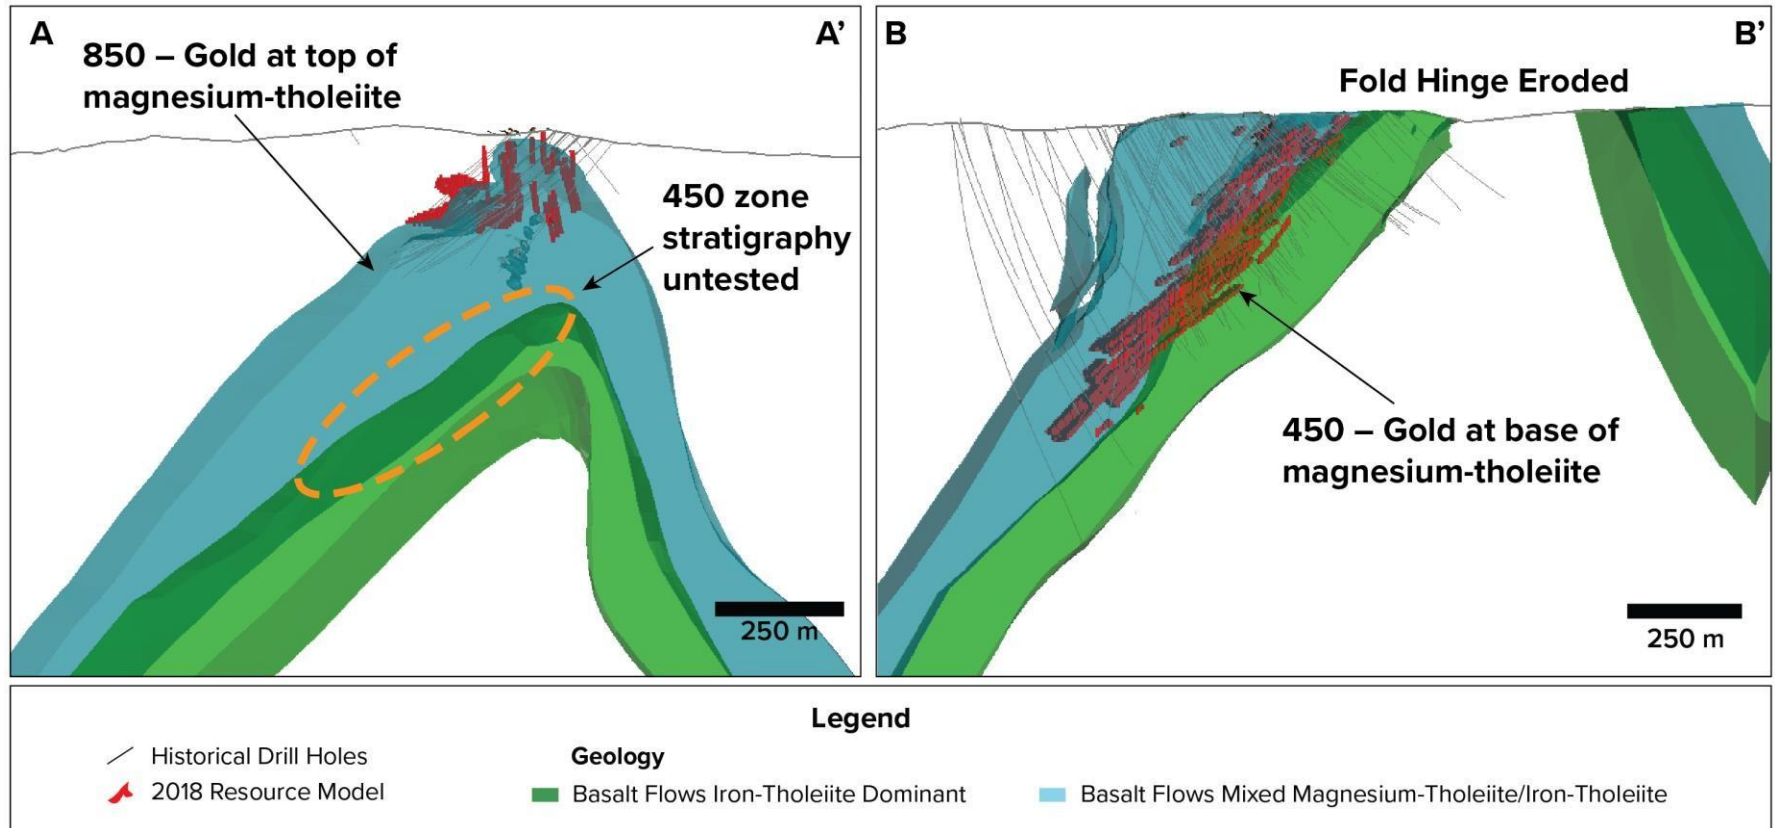 A
A’
850 – Gold at top of
magnesium-tholeiite
450 zone
stratigraphy
untested
250 m
B
B’
Fold Hinge Eroded
450 – Gold at base of
magnesium-tholeiite
250 m
Legend
Historical Drill Holes
2018 Resource Model
Geology
Basalt Flows Iron-Tholeiite Dominant
Basalt Flows Mixed Magnesium-Tholeiite/Iron-Tholeiite